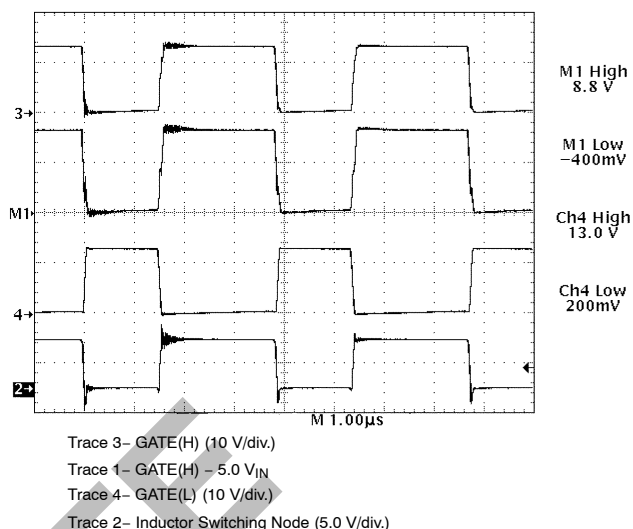 M1 High
8.8 V
3
M1 Low
−400mV
M1
Ch4 High
13.0 V
Ch4 Low
200mV
4
2
M 1.00µs
Trace 3− GATE(H) (10 V/div.)
Trace 1− GATE(H) − 5.0 VIN
Trace 4− GATE(L) (10 V/div.)
Trace 2− Inductor Switching Node (5.0 V/div.)